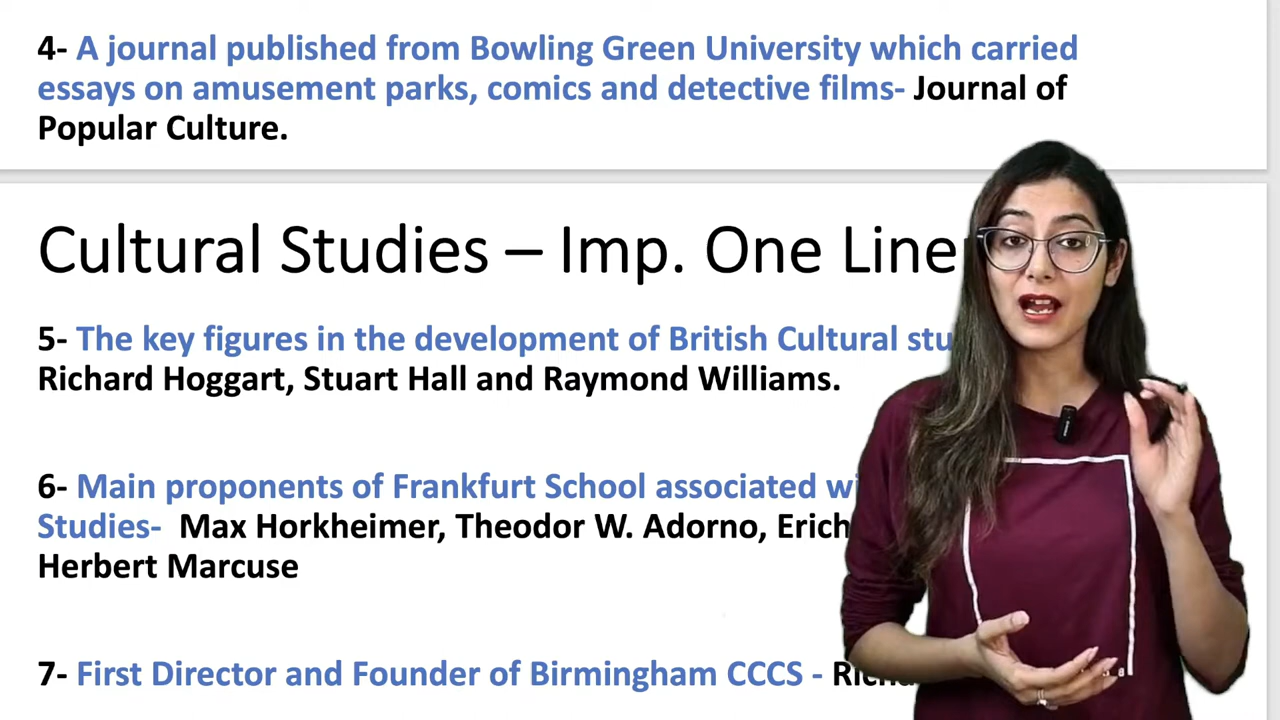 4- A journal published from Bowling Green University which carried
essays on amusement parks, comics and detective films- Journal of
Popular Culture.
Cultural Studies – Imp. One Line
5- The key figures in the development of British Cultural
Richard Hoggart, Stuart Hall and Raymond Williams.
6- Main proponents of Frankfurt School associated
Studies- Max Horkheimer, Theodor W. Adorno, Erich
Herbert Marcuse
7- First Director and Founder of Birmingham CCCS -